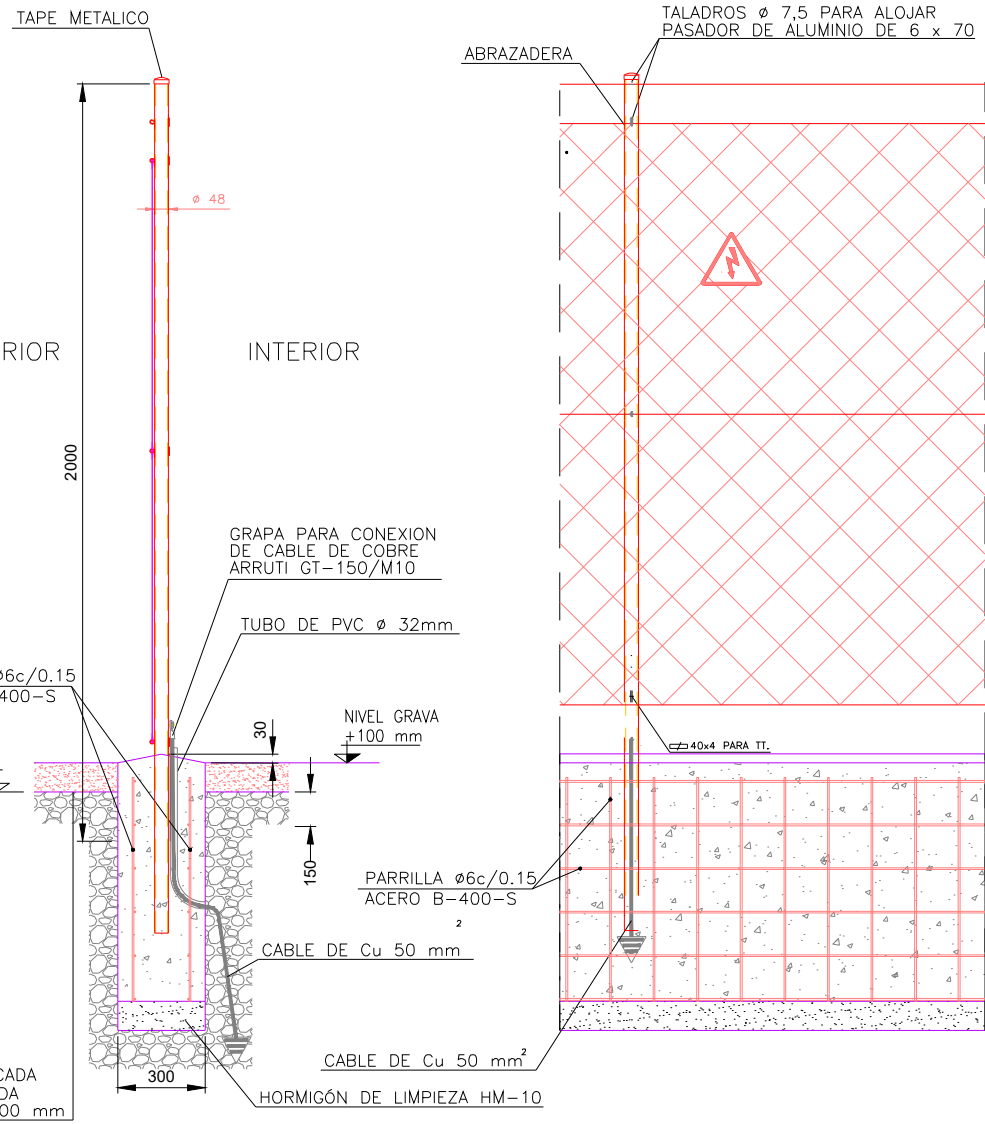 TAPE METALICO
TALADROS ø 7,5 PARA ALOJAR
PASADOR DE ALUMINIO DE 6 x 70
ABRAZADERA
ø 48
RIOR
INTERIOR
2000
GRAPA PARA CONEXION
DE CABLE DE COBRE
ARRUTI GT-150/M10
TUBO DE PVC ø 32mm
ø6c/0.15
400-S
30
NIVEL GRAVA
+100 mm
40x4 PARA TT.
150
PARRILLA ø6c/0.15
ACERO B-400-S
2
CABLE DE Cu 50 mm
CABLE DE Cu 50 mm²
CADA
DA
00 mm
300
HORMIGÓN DE LIMPIEZA HM-10